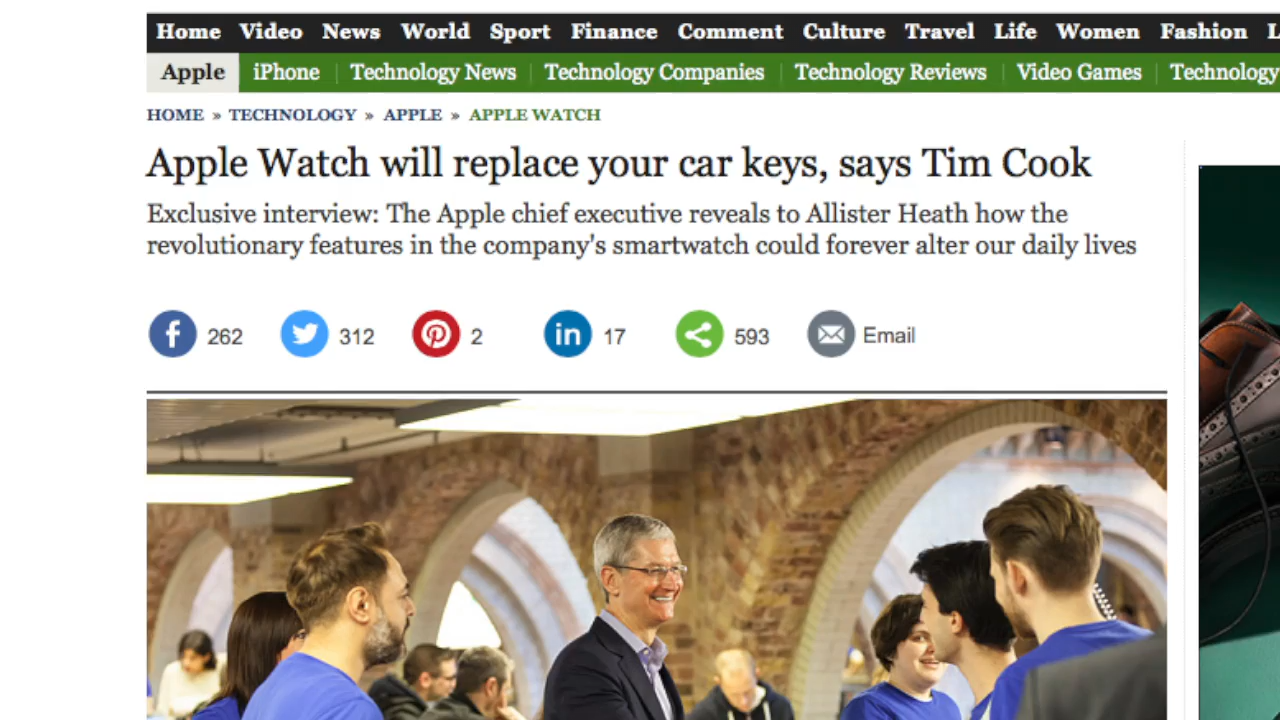 Home Video News World Sport Finance Comment Culture Travel Life Women Fashion L
Apple iPhone Technology News Technology Companies Technology Reviews Video Games Technology
HOME » TECHNOLOGY » APPLE » APPLE WATCH
Apple Watch will replace your car keys, says Tim Cook
Exclusive interview: The Apple chief executive reveals to Allister Heath how the
revolutionary features in the company's smartwatch could forever alter our daily lives
f 262 312 2 in 17 593 Email